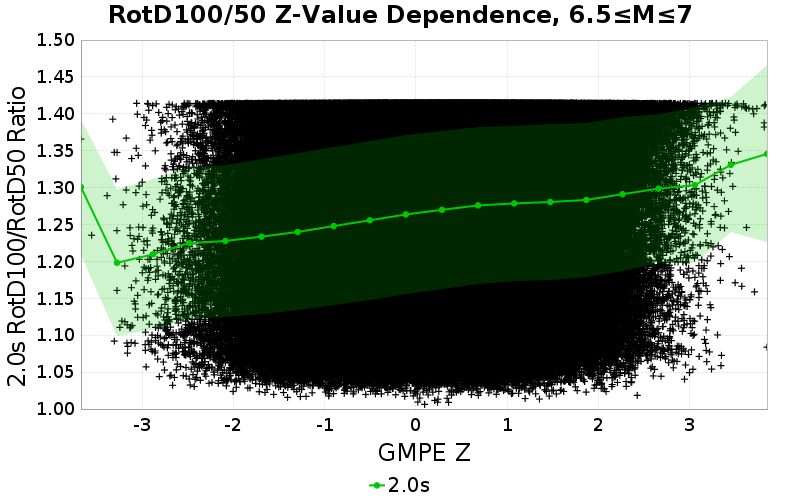 RotD100/50 Z-Value Dependence, 6.5≤M≤7
2.0s RotD100/RotD50 Ratio
1.50
1.45
1.40
1.35
1.30
1.25
1.20
1.15
1.10
1.05
1.00
-3 -2 -1 0 1 2 3
GMPE Z
2.0s